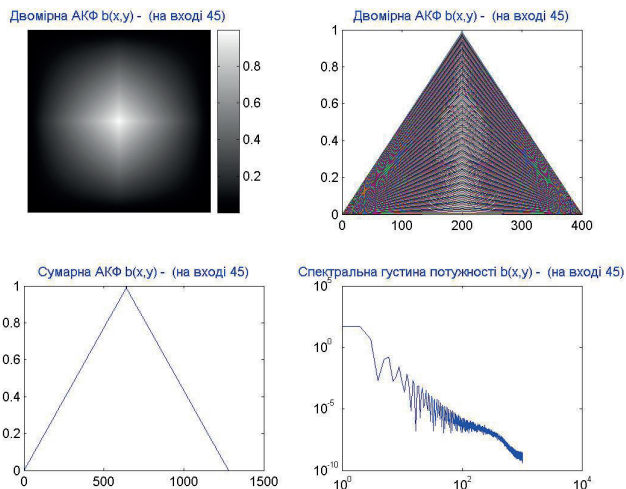 Двомірна АКФ b(x,y) - (на вході 45)
0.8
0.6
0.4
0.2
Двомірна АКФ b(x,y) - (на вході 45)
1
0.8
0.6
0.4
0.2
0
0 100 200 300 400
Сумарна АКФ b(x,y) - (на вході 45)
1
0.8
0.6
0.4
0.2
0
0 500 1000 1500
Спектральна густина потужності b(x,y) - (на вході 45)
10^5
10^0
10^-5
10^-10
10^0 10^2 10^4